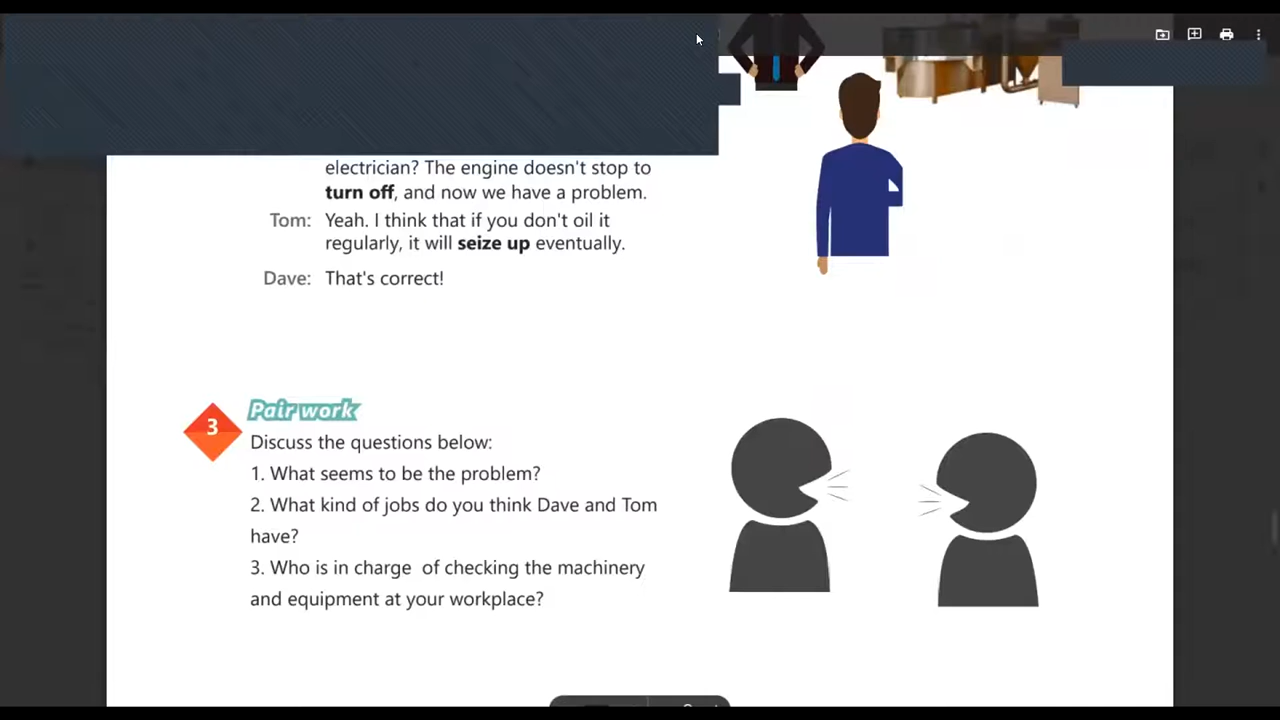 electrician? The engine doesn't stop to
turn off, and now we have a problem.
Tom: Yeah. I think that if you don't oil it
regularly, it will seize up eventually.
Dave: That's correct!
3
Pair work
Discuss the questions below:
1. What seems to be the problem?
2. What kind of jobs do you think Dave and Tom
have?
3. Who is in charge of checking the machinery
and equipment at your workplace?